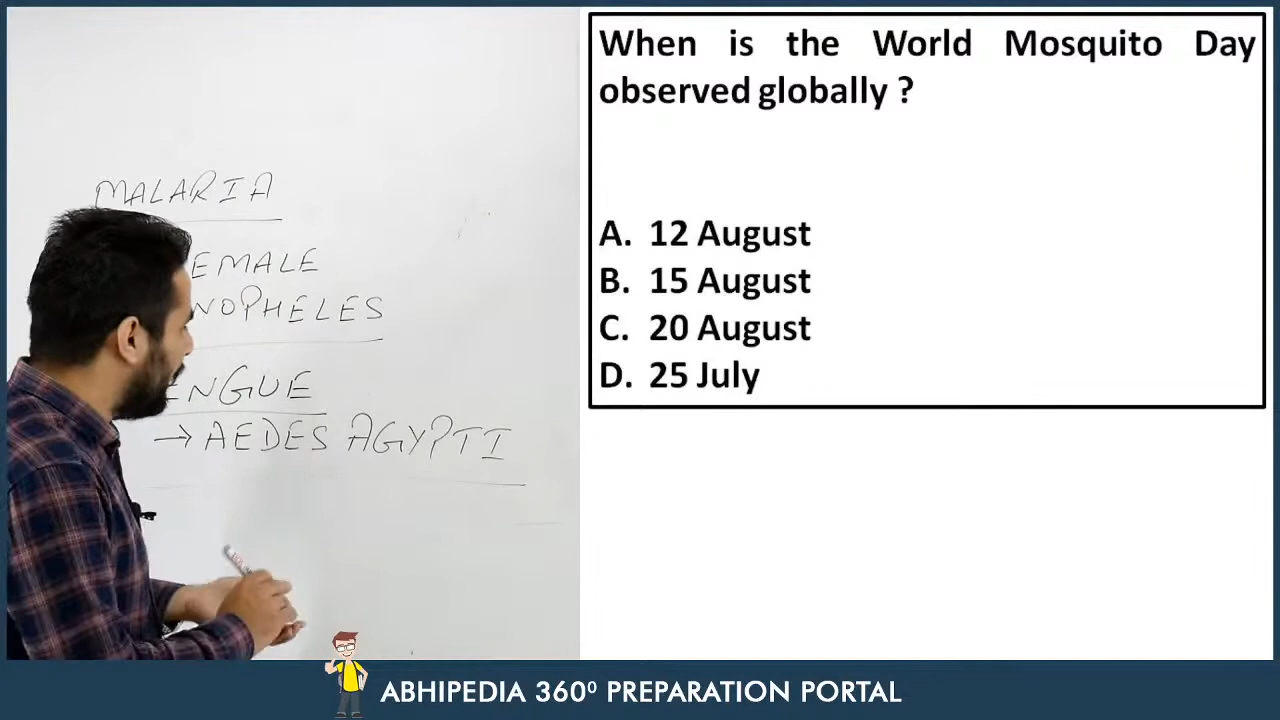 MALARIA
EMALE
NOPHELES
ENGUE
→ AEDES AGYPTI
When is the World Mosquito Day
observed globally ?
A. 12 August
B. 15 August
C. 20 August
D. 25 July
ABHIPEDIA 360⁰ PREPARATION PORTAL